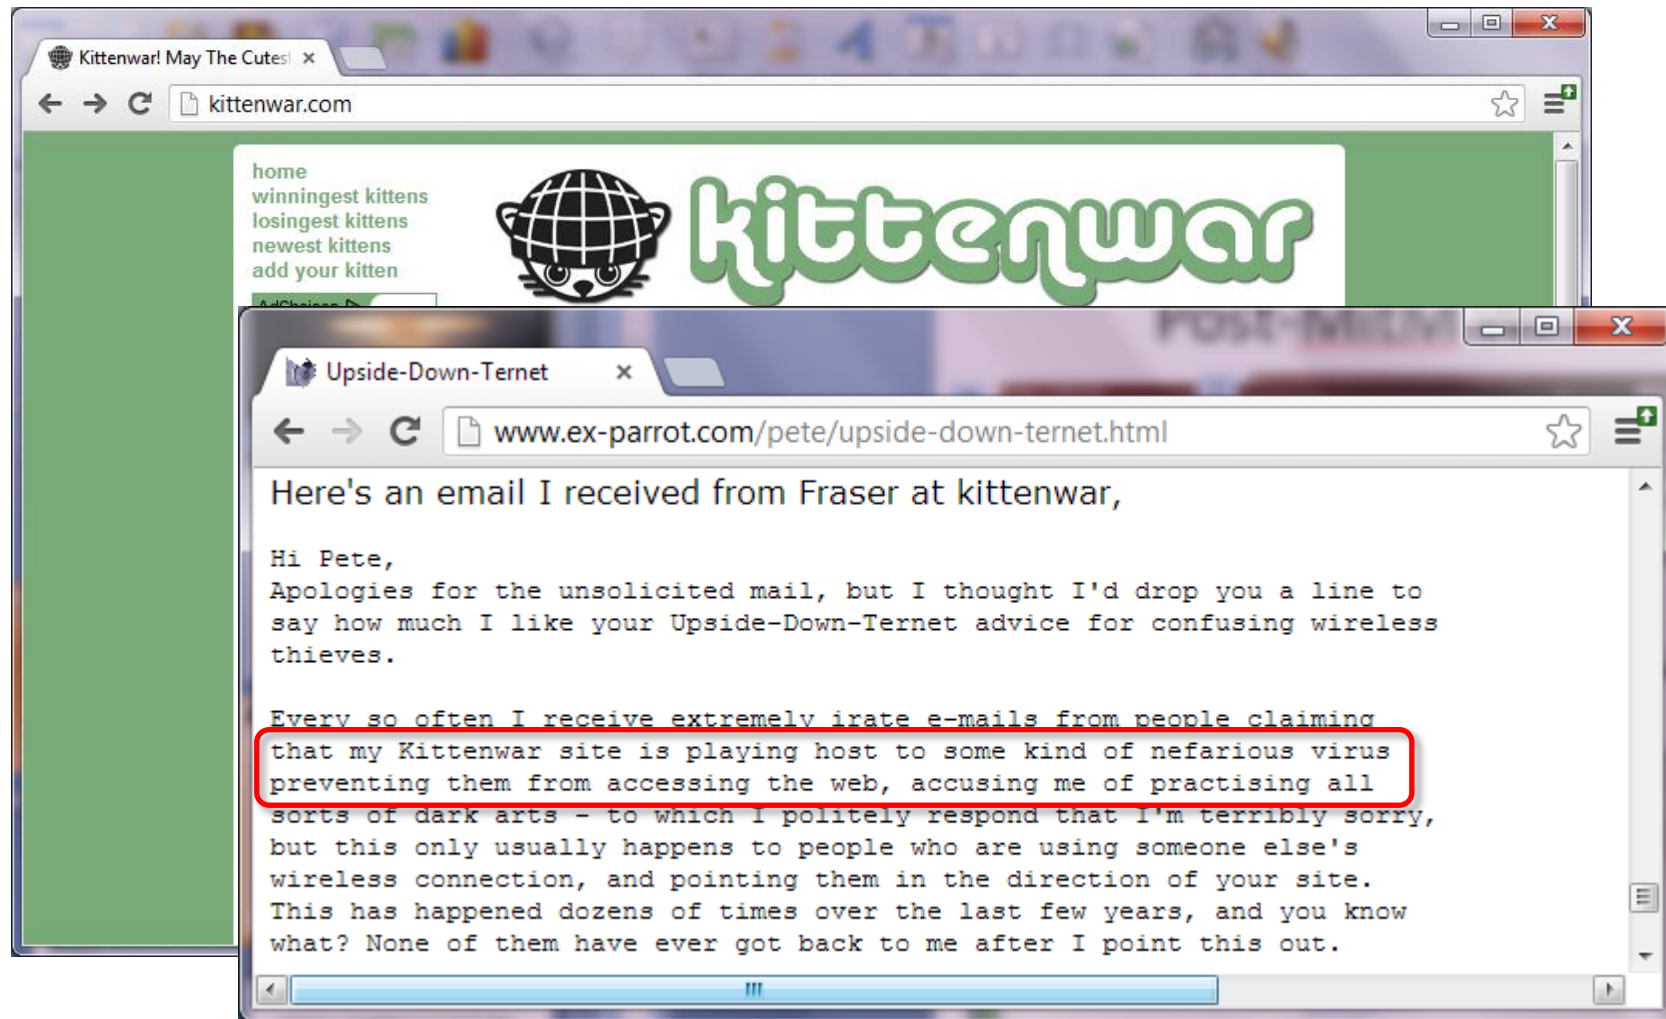 Kittenwar! May The Cutes
kittenwar.com
home
winningest kittens
losingest kittens
newest kittens
add your kitten
AdChoices
kittenwar
Post-MitM
Upside-Down-Ternet
www.ex-parrot.com/pete/upside-down-ternet.html
Here's an email I received from Fraser at kittenwar,
Hi Pete,
Apologies for the unsolicited mail, but I thought I'd drop you a line to
say how much I like your Upside-Down-Ternet advice for confusing wireless
thieves.
Every so often I receive extremely irate e-mails from people claiming
that my Kittenwar site is playing host to some kind of nefarious virus
preventing them from accessing the web, accusing me of practising all
sorts of dark arts - to which I politely respond that I'm terribly sorry,
but this only usually happens to people who are using someone else's
wireless connection, and pointing them in the direction of your site.
This has happened dozens of times over the last few years, and you know
what? None of them have ever got back to me after I point this out.